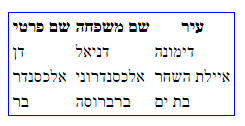 שם פרטי שם משפחה עיר
דן דניאל דימונה
אלכסנדר אלכסנדרוני איילת השחר
בר ברברוסה בת ים